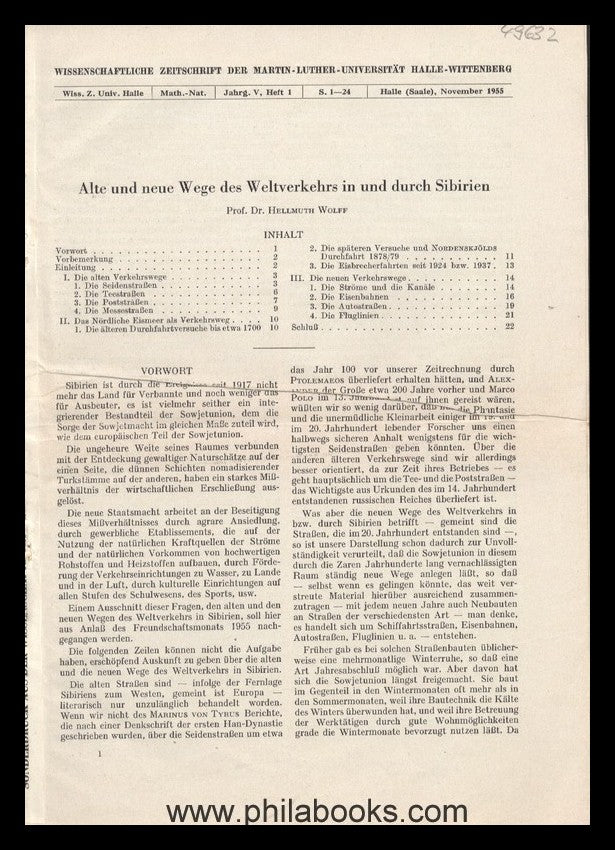 49632
WISSENSCHAFTLICHE ZEITSCHRIFT DER MARTIN-LUTHER-UNIVERSITÄT HALLE-WITTENBERG
Wiss. Z. Univ. Halle | Math.-Nat. | Jahrg. V, Heft 1 | S. 1—24 | Halle (Saale), November 1955
Alte und neue Wege des Weltverkehrs in und durch Sibirien
Prof. Dr. HELLMUTH WOLFF
INHALT
Vorwort . . . . . . . . . . 1
Vorbemerkung . . . . . . . . . . 2
Einleitung . . . . . . . . . . 2
I. Die alten Verkehrswege . . . . . . . . 3
1. Die Seidenstraßen . . . . . . . . 3
2. Die Teestraßen . . . . . . . . 6
3. Die Poststraßen . . . . . . . . 7
4. Die Messestraßen . . . . . . . . 9
II. Das Nördliche Eismeer als Verkehrsweg . . . . 10
1. Die älteren Durchfahrtversuche bis etwa 1700 10
2. Die späteren Versuche und NORDENSKJÖLDS
Durchfahrt 1878/79 . . . . . . . . 11
3. Die Eisbrecherfahrten seit 1924 bzw. 1937 . 13
III. Die neuen Verkehrswege . . . . . . . . 14
1. Die Ströme und die Kanäle . . . . . . 14
2. Die Eisenbahnen . . . . . . . . 16
3. Die Autostraßen . . . . . . . . 19
4. Die Fluglinien . . . . . . . . 21
Schluß . . . . . . . . . . 22
VORWORT
Sibirien ist durch die Ereignisse seit 1917 nicht
mehr das Land für Verbannte und noch weniger das
für Ausbeuter, es ist vielmehr seither ein inte-
grierender Bestandteil der Sowjetunion, dem die
Sorge der Sowjetmacht im gleichen Maße zuteil wird,
wie dem europäischen Teil der Sowjetunion.
Die ungeheure Weite seines Raumes verbunden
mit der Entdeckung gewaltiger Naturschätze auf der
einen Seite, die dünnen Schichten nomadisierender
Turkstämme auf der anderen, haben ein starkes Miß-
verhältnis der wirtschaftlichen Erschließung aus-
gelöst.
Die neue Staatsmacht arbeitet an der Beseitigung
dieses Mißverhältnisses durch agrare Ansiedlung,
durch gewerbliche Etablisements, die auf der
Nutzung der natürlichen Kraftquellen der Ströme
und der natürlichen Vorkommen von hochwertigen
Rohstoffen und Heizstoffen aufbauen, durch Förde-
rung der Verkehrseinrichtungen zu Wasser, zu Lande
und in der Luft, durch kulturelle Einrichtungen auf
allen Stufen des Schulwesens, des Sports, usw.
Einem Ausschnitt dieser Fragen, den alten und den
neuen Wegen des Weltverkehrs in Sibirien, soll hier
aus Anlaß des Freundschaftsmonats 1955 nach-
gegangen werden.
Die folgenden Zeilen können nicht die Aufgabe
haben, erschöpfend Auskunft zu geben über die alten
und die neuen Wege des Weltverkehrs in Sibirien.
Die alten Straßen sind — infolge der Fernlage
Sibiriens zum Westen, gemeint ist Europa —
literarisch nur unzulänglich behandelt worden.
Wenn wir nicht des MARINUS VON TYRUS Berichte,
die nach einer Denkschrift der ersten Han-Dynastie
geschrieben wurden, über die Seidenstraßen um etwa
1
das Jahr 100 vor unserer Zeitrechnung durch
PTOLEMAEOS überliefert erhalten hätten, und ALEX-
ANDER der Große etwa 200 Jahre vorher und Marco
POLO im 13. auf ihnen gereist wären,
wüßten wir so wenig darüber, die Phantasie
und die unermüdliche Kleinarbeit einiger im 19. und
im 20. Jahrhundert lebender Forscher uns einen
halbwegs sicheren Anhalt wenigstens für die wich-
tigsten Seidenstraßen geben könnten. Über die
anderen älteren Verkehrswege sind wir allerdings
besser orientiert, da zur Zeit ihres Betriebes — es
geht hauptsächlich um die Tee- und die Poststraßen —
das Wichtigste aus Urkunden des im 14. Jahrhundert
entstandenen russischen Reiches überliefert ist.
Was aber die neuen Wege des Weltverkehrs in
bzw. durch Sibirien betrifft — gemeint sind die
Straßen, die im 20. Jahrhundert entstanden sind —,
so ist unsere Darstellung schon dadurch zur Unvoll-
ständigkeit verurteilt, daß die Sowjetunion in diesem
durch die Zaren Jahrhunderte lang vernachlässigten
Raum ständig neue Wege anlegen läßt, so daß
— selbst wenn es gelingen könnte, das weit ver-
streute Material hierüber ausreichend zusammen-
zutragen — mit jedem neuen Jahre auch Neubauten
an Straßen der verschiedensten Art — man denke,
es handelt sich um Schiffahrtsstraßen, Eisenbahnen,
Autostraßen, Fluglinien u. a. — entstehen.
Früher gab es bei solchen Straßenbauten üblicher-
weise eine mehrmonatige Winterruhe, so daß eine
Art Jahresabschluß möglich war. Aber davon hat
sich die Sowjetunion längst freigemacht. Sie baut
im Gegenteil in den Wintermonaten oft mehr als in
den Sommermonaten, weil ihre Bautechnik die Kälte
des Winters überwunden hat, und weil ihre Betreuung
der Werktätigen durch gute Wohnmöglichkeiten
grade die Wintermonate bevorzugt nutzen läßt. Da
www.philabooks.com